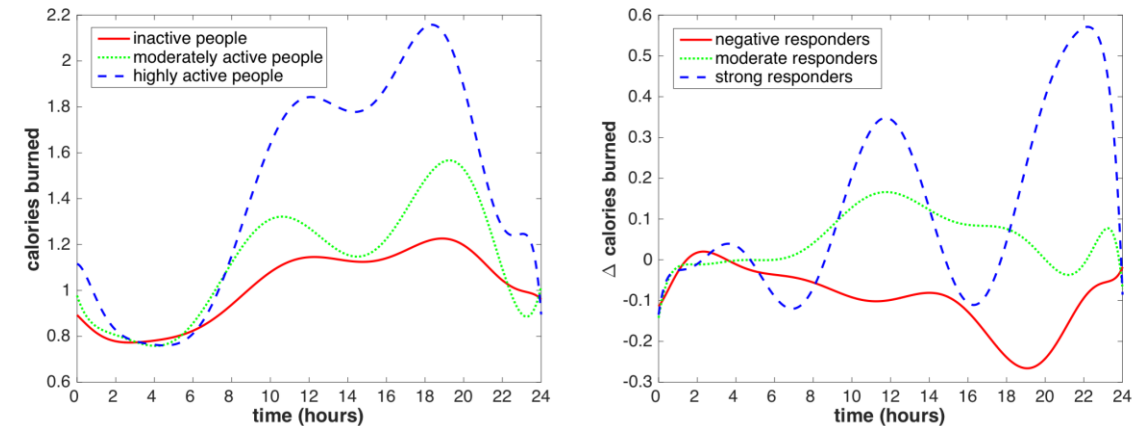 2.2
2
1.8
1.6
1.4
1.2
1
0.8
0.6
calories burned
inactive people
moderately active people
highly active people
0 2 4 6 8 10 12 14 16 18 20 22 24
time (hours)
0.6
0.5
0.4
0.3
0.2
0.1
0
-0.1
-0.2
-0.3
Δ calories burned
negative responders
moderate responders
strong responders
0 2 4 6 8 10 12 14 16 18 20 22 24
time (hours)